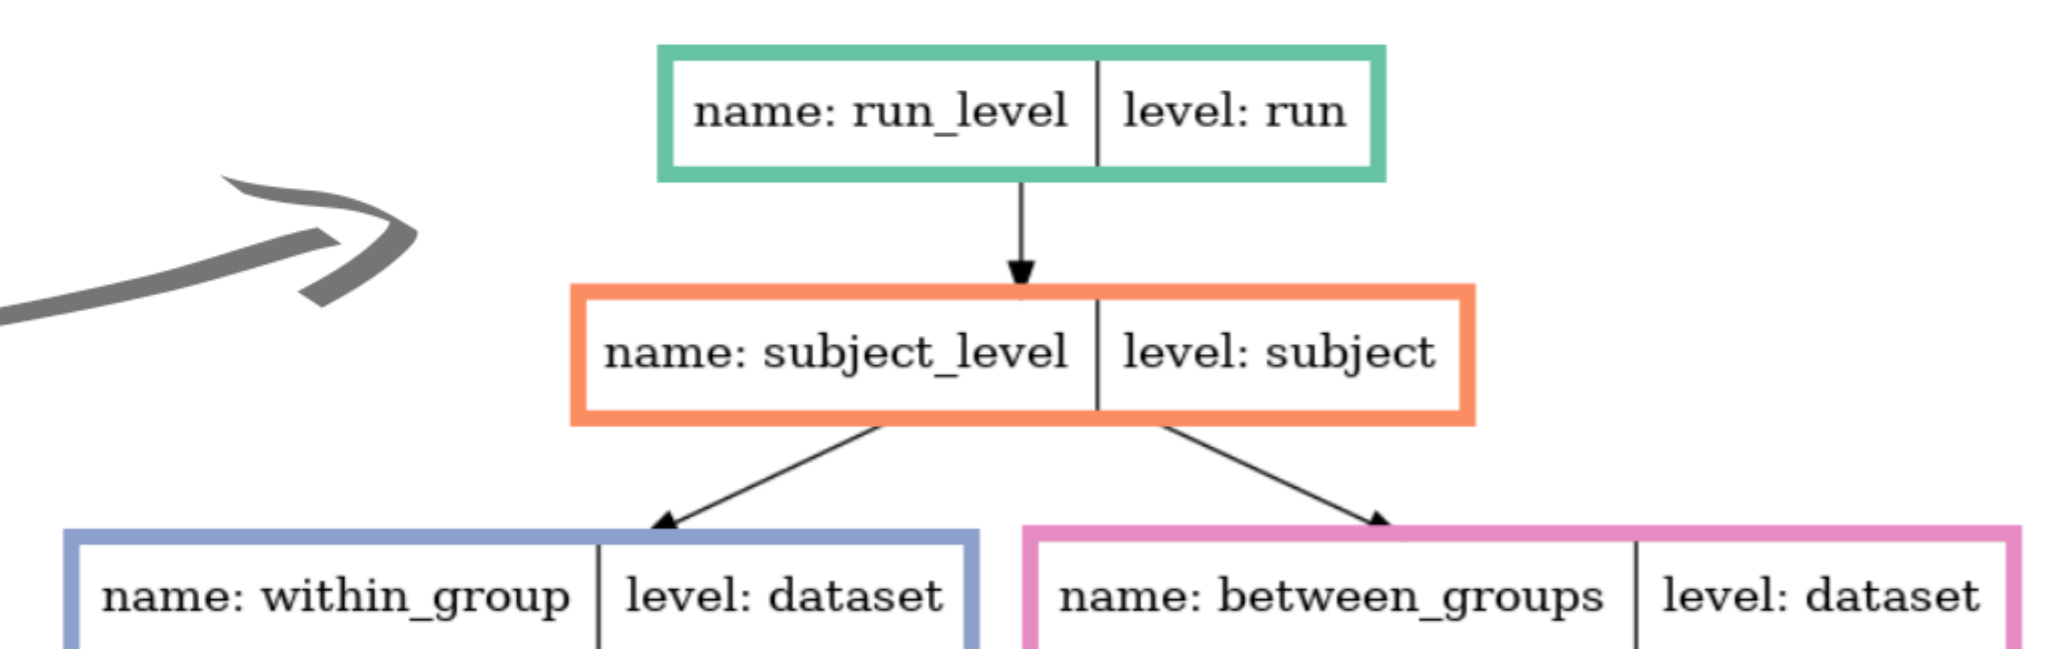 name: run_level level: run
name: subject_level level: subject
name: within_group level: dataset name: between_groups level: dataset